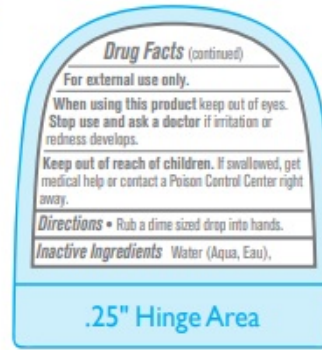 Drug Facts (continued)
For external use only.
When using this product keep out of eyes.
Stop use and ask a doctor if irritation or
redness develops.
Keep out of reach of children. If swallowed, get
medical help or contact a Poison Control Center right
away.
Directions • Rub a dime sized drop into hands.
Inactive Ingredients Water (Aqua, Eau),
.25" Hinge Area